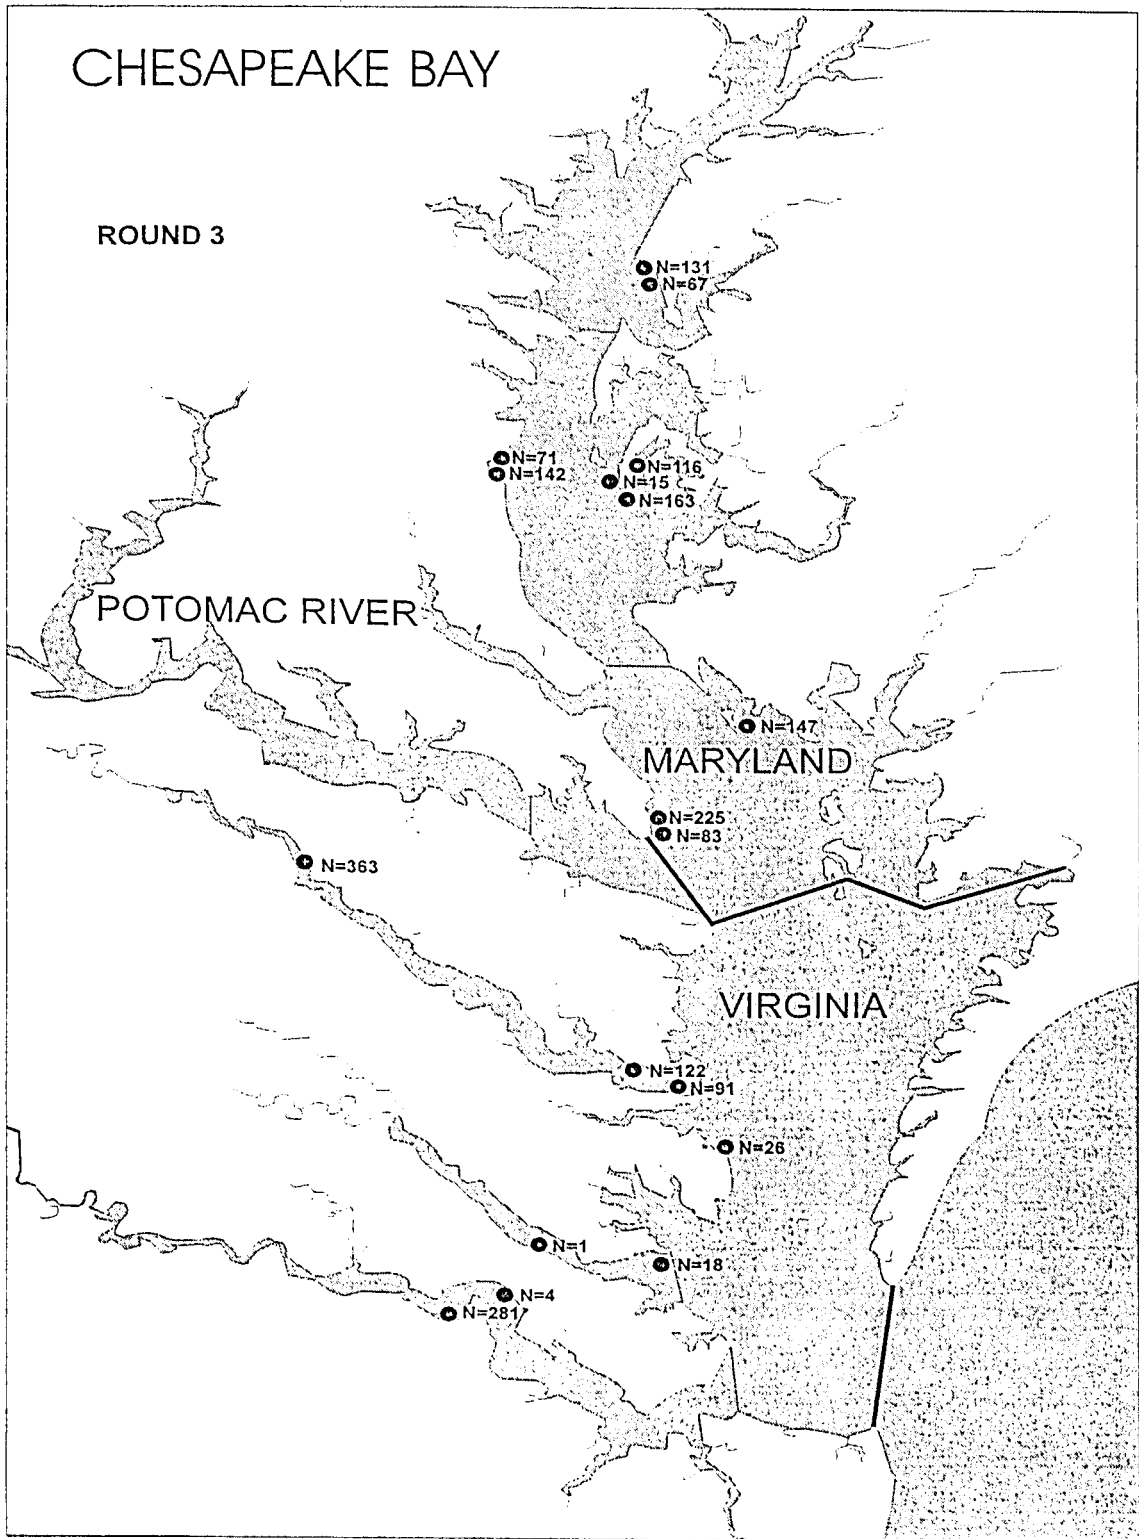 CHESAPEAKE BAY
ROUND 3
N=131
N=67
N=71
N=142
N=116
N=15
N=163
POTOMAC RIVER
N=147
MARYLAND
N=225
N=83
N=363
VIRGINIA
N=122
N=91
N=26
N=1
N=18
N=4
N=281